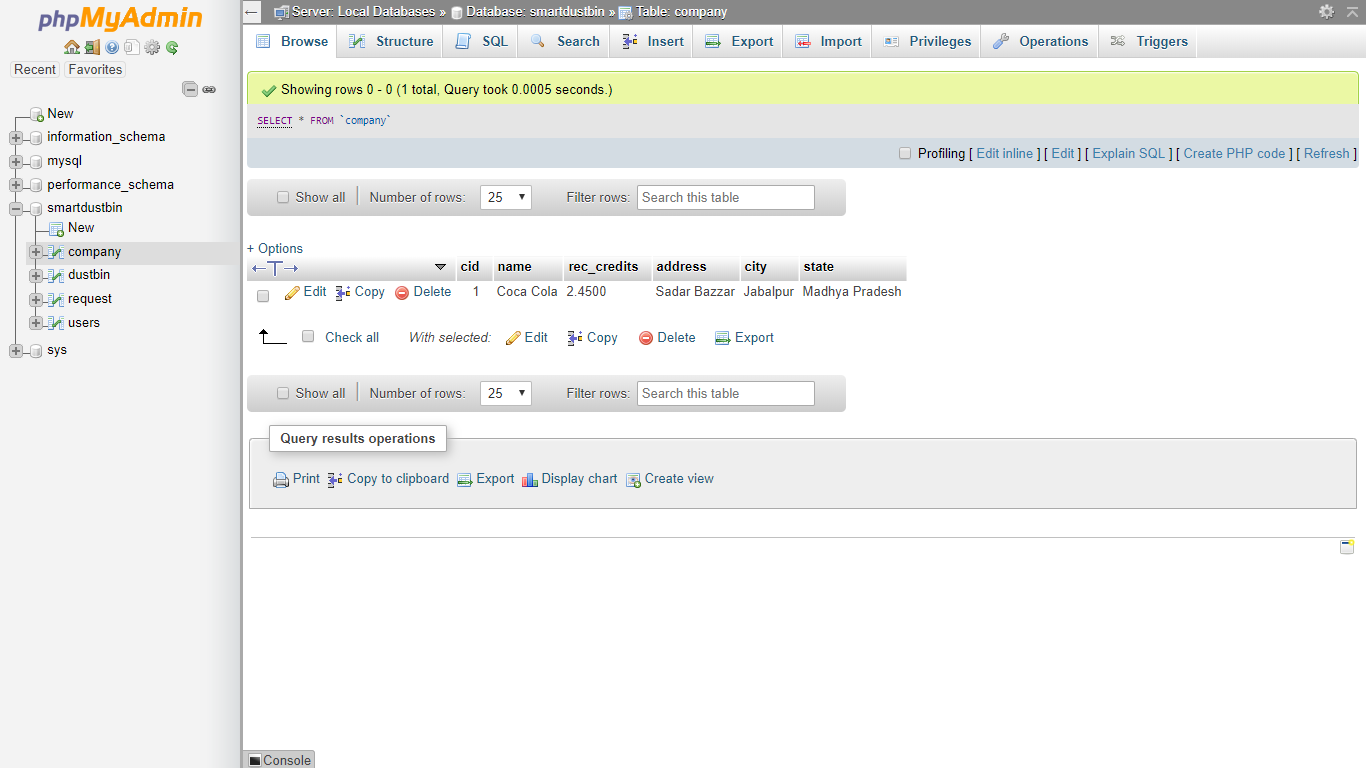 phpMyAdmin
Recent Favorites
New
information_schema
mysql
performance_schema
smartdustbin
New
company
dustbin
request
users
sys
Server: Local Databases » Database: smartdustbin » Table: company
Browse Structure SQL Search Insert Export Import Privileges Operations Triggers
Showing rows 0 - 0 (1 total, Query took 0.0005 seconds.)
SELECT * FROM `company`
Profiling [ Edit inline ] [ Edit ] [ Explain SQL ] [ Create PHP code ] [ Refresh ]
Show all Number of rows: 25 Filter rows: Search this table
+ Options
cid name rec_credits address city state
Edit Copy Delete 1 Coca Cola 2.4500 Sadar Bazzar Jabalpur Madhya Pradesh
Check all With selected: Edit Copy Delete Export
Show all Number of rows: 25 Filter rows: Search this table
Query results operations
Print Copy to clipboard Export Display chart Create view
Console